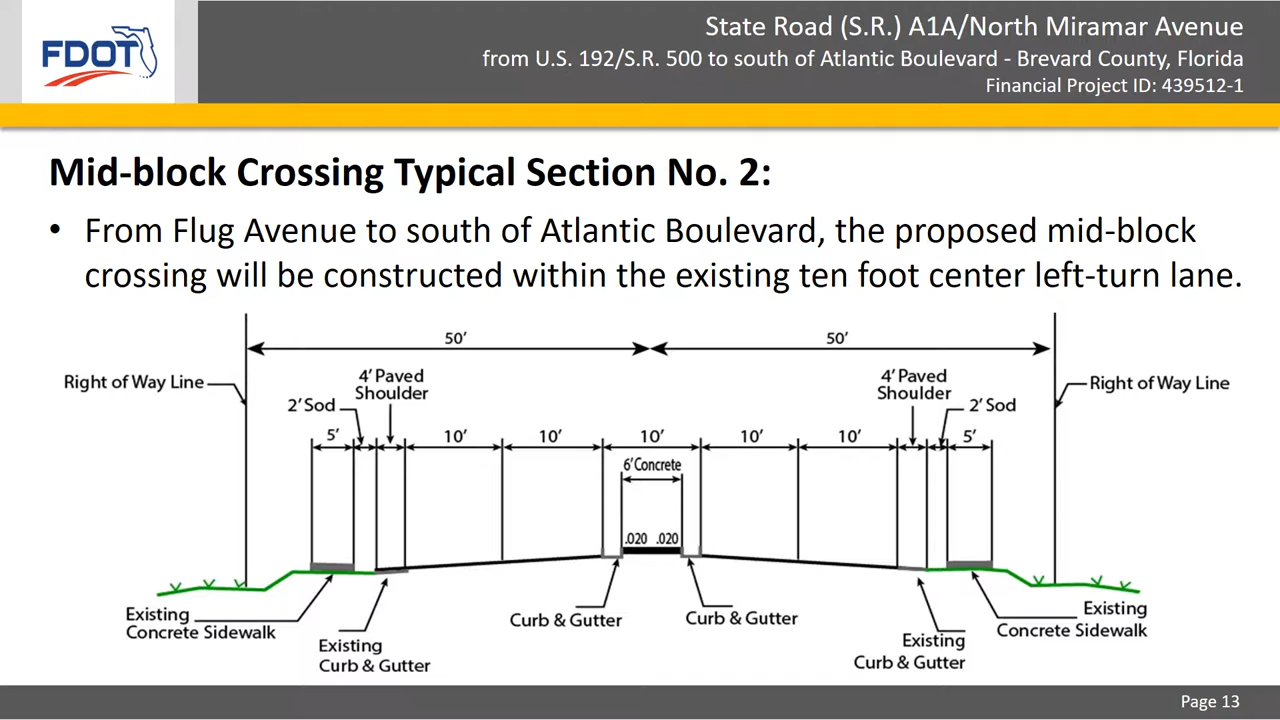 FDOT
State Road (S.R.) A1A/North Miramar Avenue
from U.S. 192/S.R. 500 to south of Atlantic Boulevard - Brevard County, Florida
Financial Project ID: 439512-1
Mid-block Crossing Typical Section No. 2:
• From Flug Avenue to south of Atlantic Boulevard, the proposed mid-block
crossing will be constructed within the existing ten foot center left-turn lane.
50’ 50’
Right of Way Line
4’ Paved
Shoulder
2’ Sod
4’ Paved
Shoulder
2’ Sod
Right of Way Line
5’ 10’ 10’ 10’ 10’ 10’ 5’
6’ Concrete
.020 .020
Existing
Concrete Sidewalk
Existing
Curb & Gutter
Curb & Gutter
Curb & Gutter
Existing
Curb & Gutter
Existing
Concrete Sidewalk
Page 13